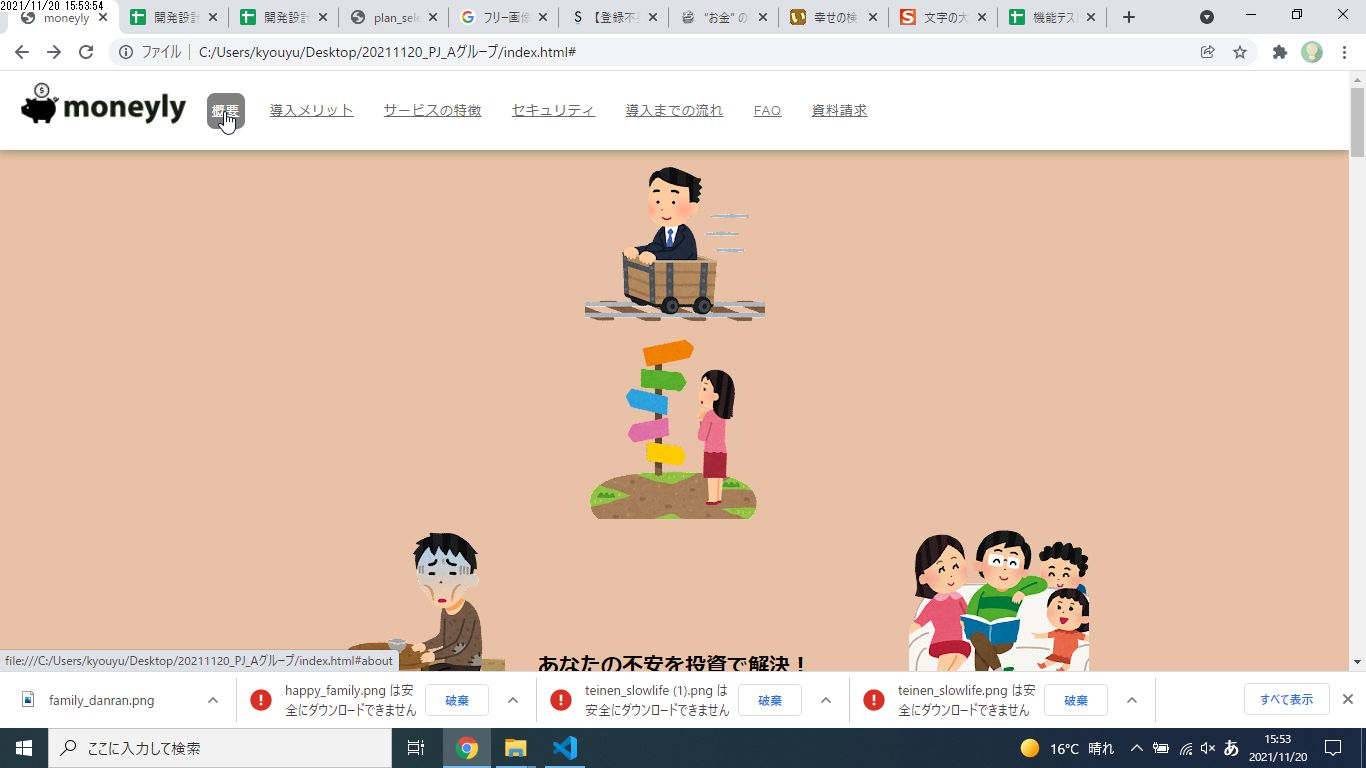 2021/11/20 15:53:54
moneyly
開発設計
開発設計
plan_sele
フリー画像
【登録不要
"お金" の
幸せの検
文字の大
機能テスト
ファイル
C:/Users/kyouyu/Desktop/20211120_PJ_Aグループ/index.html#
moneyly
概要
導入メリット
サービスの特徴
セキュリティ
導入までの流れ
FAQ
資料請求
あなたの不安を投資で解決！
file:///C:/Users/kyouyu/Desktop/20211120_PJ_Aグループ/index.html#about
family_danran.png
happy_family.png は安
全にダウンロードできません
破棄
teinen_slowlife (1).png は
安全にダウンロードできません
破棄
teinen_slowlife.png は安
全にダウンロードできません
破棄
すべて表示
ここに入力して検索
16°C 晴れ
あ
15:53
2021/11/20